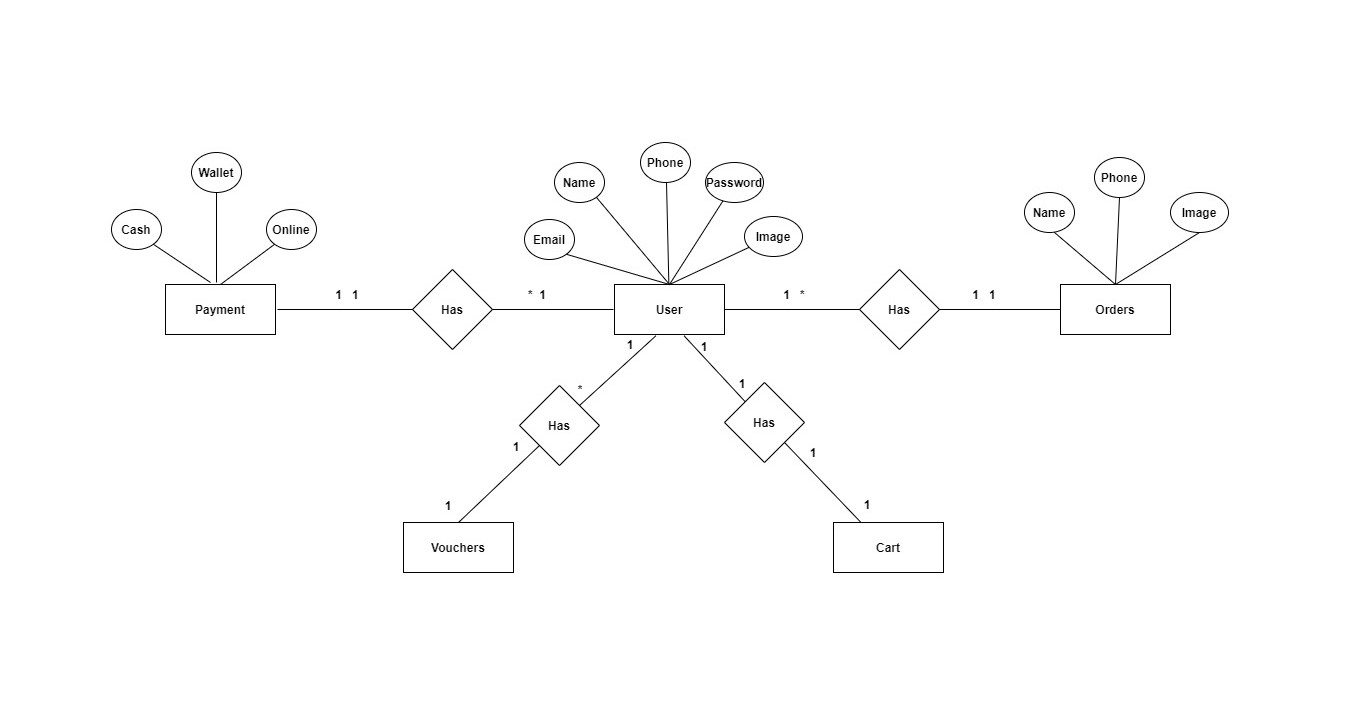 Phone
Wallet
Name
Password
Phone
Name
Image
Cash
Online
Email
Image
1 1
* 1
1 *
1 1
Payment
Has
User
Has
Orders
1
1
*
1
Has
Has
1
1
1
1
Vouchers
Cart